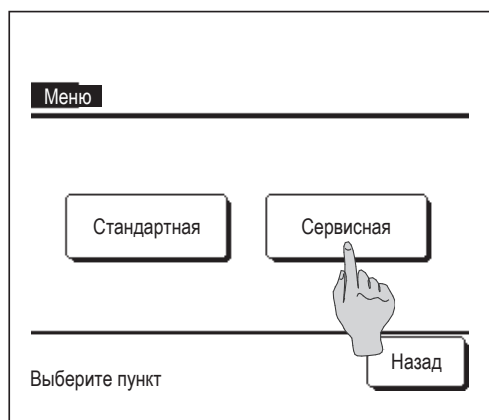 Меню
Стандартная
Сервисная
Выберите пункт
Назад